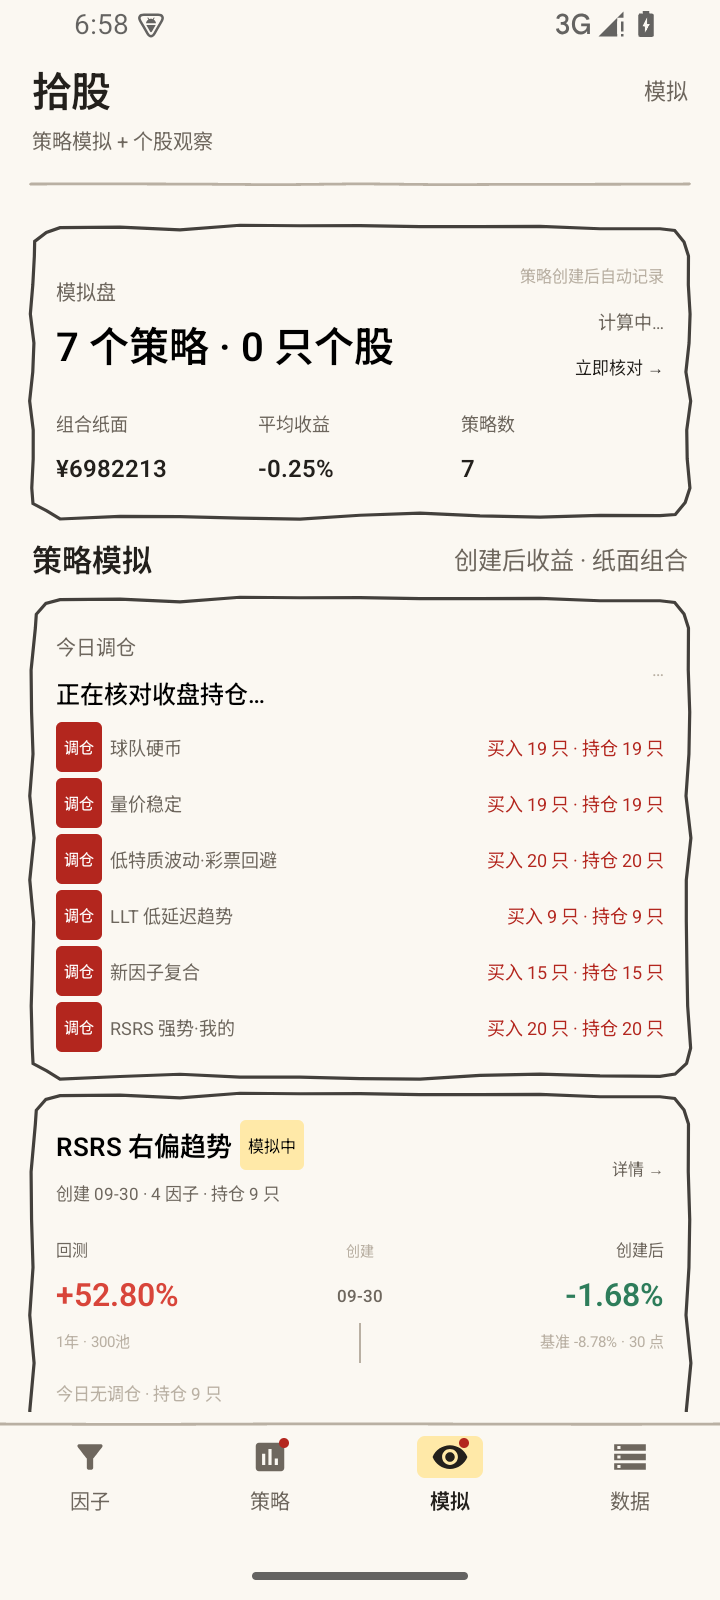 6:58
3G
拾股
模拟
策略模拟 + 个股观察
策略创建后自动记录
模拟盘
计算中...
7 个策略 · 0 只个股
立即核对 →
组合纸面 平均收益 策略数
¥6982213 -0.25% 7
策略模拟 创建后收益 · 纸面组合
今日调仓
...
正在核对收盘持仓...
调仓 球队硬币 买入 19 只 · 持仓 19 只
调仓 量价稳定 买入 19 只 · 持仓 19 只
调仓 低特质波动·彩票回避 买入 20 只 · 持仓 20 只
调仓 LLT 低延迟趋势 买入 9 只 · 持仓 9 只
调仓 新因子复合 买入 15 只 · 持仓 15 只
调仓 RSRS 强势·我的 买入 20 只 · 持仓 20 只
RSRS 右偏趋势 模拟中
详情 →
创建 09-30 · 4 因子 · 持仓 9 只
回测 创建 创建后
+52.80% 09-30 -1.68%
1年 · 300池 基准 -8.78% · 30 点
今日无调仓 · 持仓 9 只
因子 策略 模拟 数据